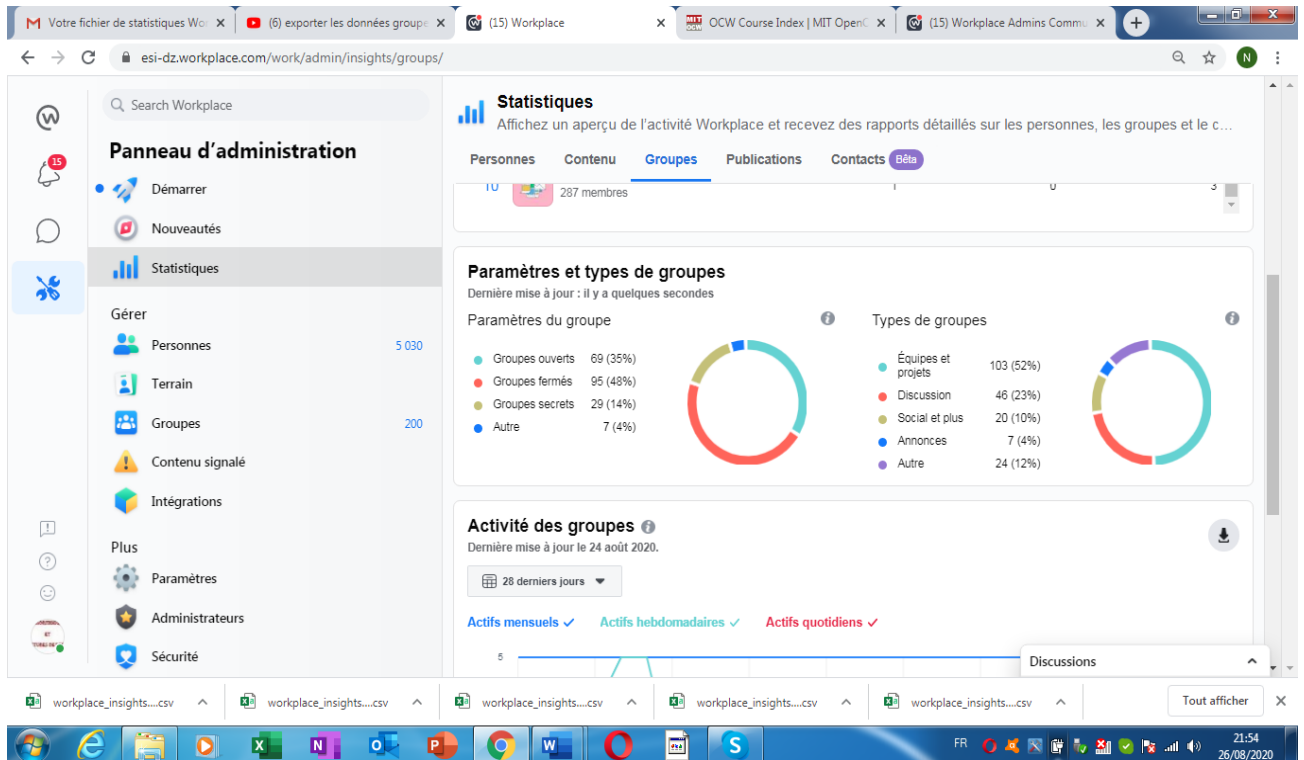 Votre fichier de statistiques Wo
(6) exporter les données groupe
(15) Workplace
OCW Course Index | MIT OpenC
(15) Workplace Admins Commu
esi-dz.workplace.com/work/admin/insights/groups/
N
15
Search Workplace
Panneau d'administration
Démarrer
Nouveautés
Statistiques
Gérer
Personnes 5 030
Terrain
Groupes 200
Contenu signalé
Intégrations
Plus
Paramètres
Administrateurs
Sécurité
Statistiques
Affichez un aperçu de l'activité Workplace et recevez des rapports détaillés sur les personnes, les groupes et le c...
Personnes Contenu Groupes Publications Contacts Bêta
10 287 membres 1 0 3
Paramètres et types de groupes
Dernière mise à jour : il y a quelques secondes
Paramètres du groupe
Groupes ouverts 69 (35%)
Groupes fermés 95 (48%)
Groupes secrets 29 (14%)
Autre 7 (4%)
Types de groupes
Équipes et
projets 103 (52%)
Discussion 46 (23%)
Social et plus 20 (10%)
Annonces 7 (4%)
Autre 24 (12%)
Activité des groupes
Dernière mise à jour le 24 août 2020.
28 derniers jours
Actifs mensuels Actifs hebdomadaires Actifs quotidiens
5
Discussions
workplace_insights....csv
workplace_insights....csv
workplace_insights....csv
workplace_insights....csv
workplace_insights....csv
Tout afficher
FR
21:54
26/08/2020